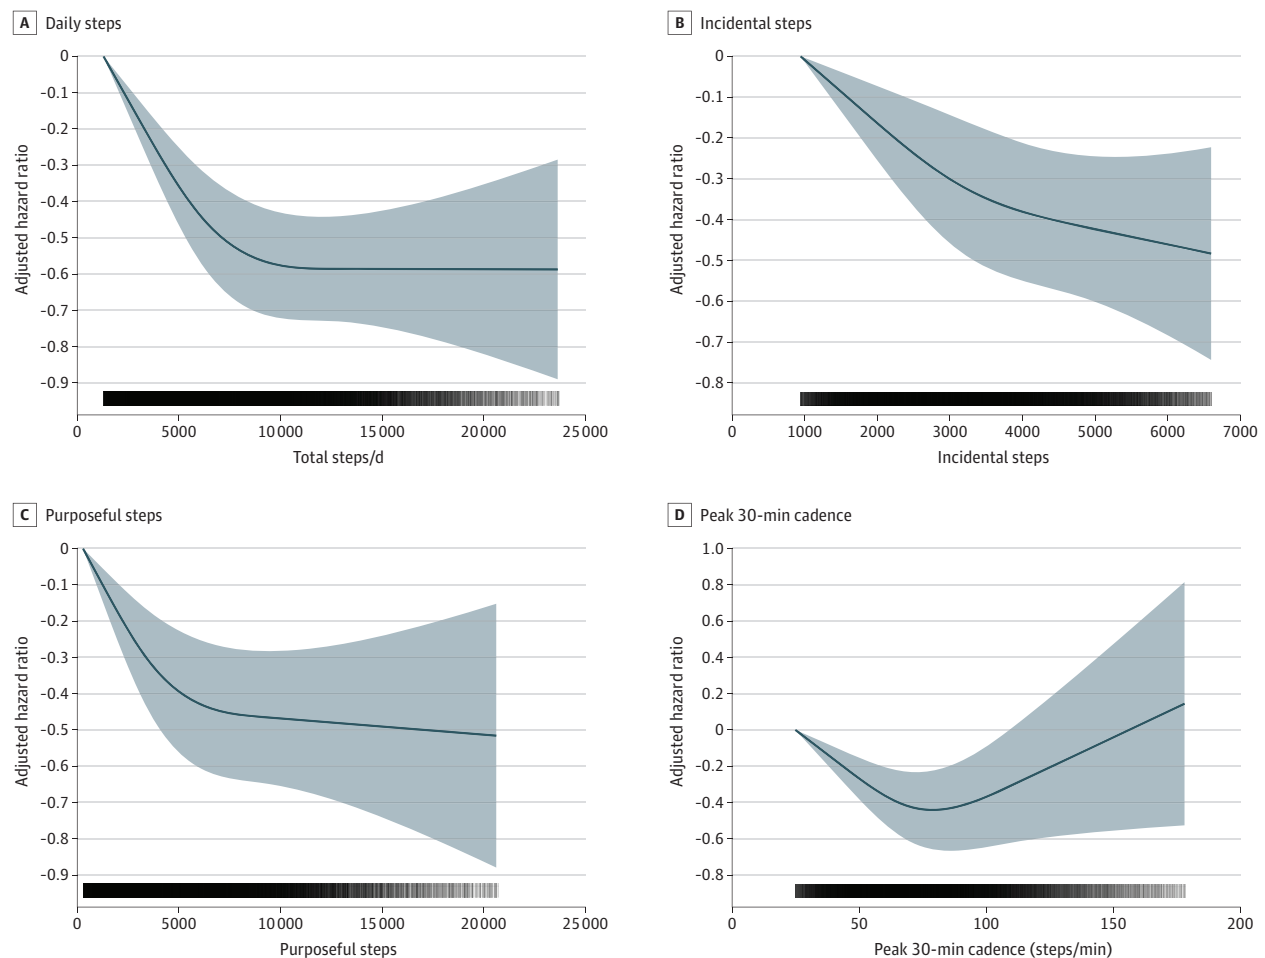 A Daily steps
0
-0.1
-0.2
-0.3
-0.4
-0.5
-0.6
-0.7
-0.8
-0.9
Adjusted hazard ratio
0 5000 10000 15000 20000 25000
Total steps/d
B Incidental steps
0
-0.1
-0.2
-0.3
-0.4
-0.5
-0.6
-0.7
-0.8
Adjusted hazard ratio
0 1000 2000 3000 4000 5000 6000 7000
Incidental steps
C Purposeful steps
0
-0.1
-0.2
-0.3
-0.4
-0.5
-0.6
-0.7
-0.8
-0.9
Adjusted hazard ratio
0 5000 10000 15000 20000 25000
Purposeful steps
D Peak 30-min cadence
1.0
0.8
0.6
0.4
0.2
0
-0.2
-0.4
-0.6
-0.8
Adjusted hazard ratio
0 50 100 150 200
Peak 30-min cadence (steps/min)